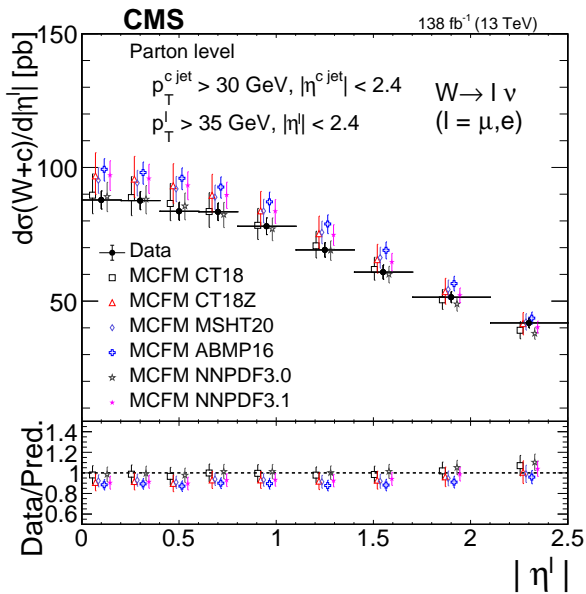 CMS
138 fb⁻¹ (13 TeV)
dσ(W+c)/d|η^l| [pb]
150
100
50
Parton level
p_T^{c jet} > 30 GeV, |η^{c jet}| < 2.4
p_T^l > 35 GeV, |η^l| < 2.4
W→ l ν
(l = μ,e)
Data
MCFM CT18
MCFM CT18Z
MCFM MSHT20
MCFM ABMP16
MCFM NNPDF3.0
MCFM NNPDF3.1
Data/Pred.
1.4
1.2
1
0.8
0.6
0 0.5 1 1.5 2 2.5
| η^l |